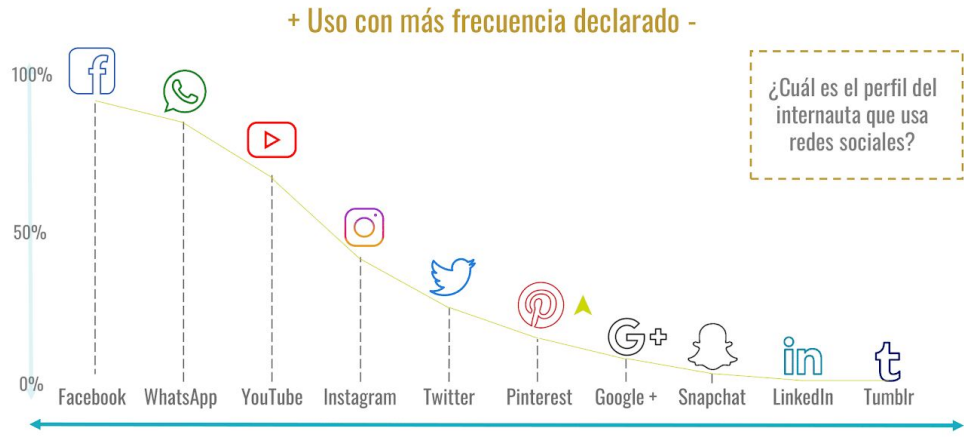 + Uso con más frecuencia declarado -
100%
¿Cuál es el perfil del
internauta que usa
redes sociales?
50%
0%
Facebook WhatsApp YouTube Instagram Twitter Pinterest Google + Snapchat LinkedIn Tumblr